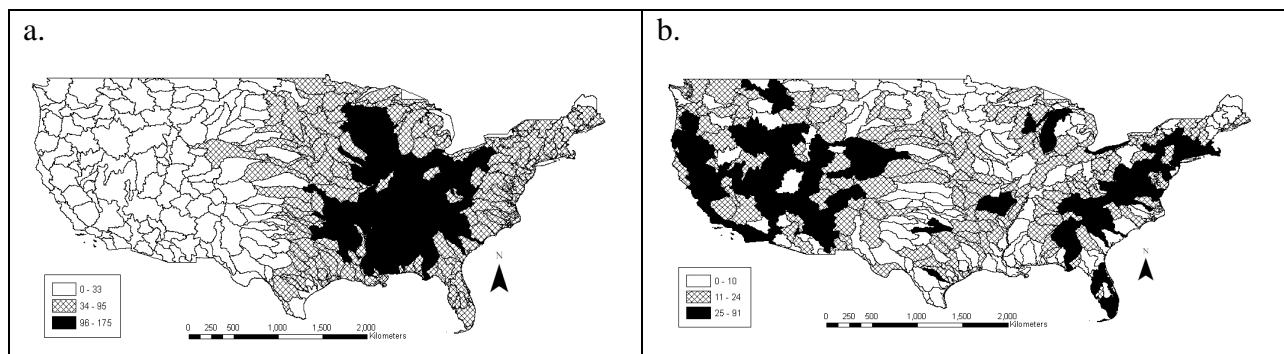 a.
N
0 - 33
34 - 95
96 - 175
0 250 500 1,000 1,500 2,000
Kilometers
b.
N
0 - 10
11 - 24
25 - 91
0 250 500 1,000 1,500 2,000
Kilometers